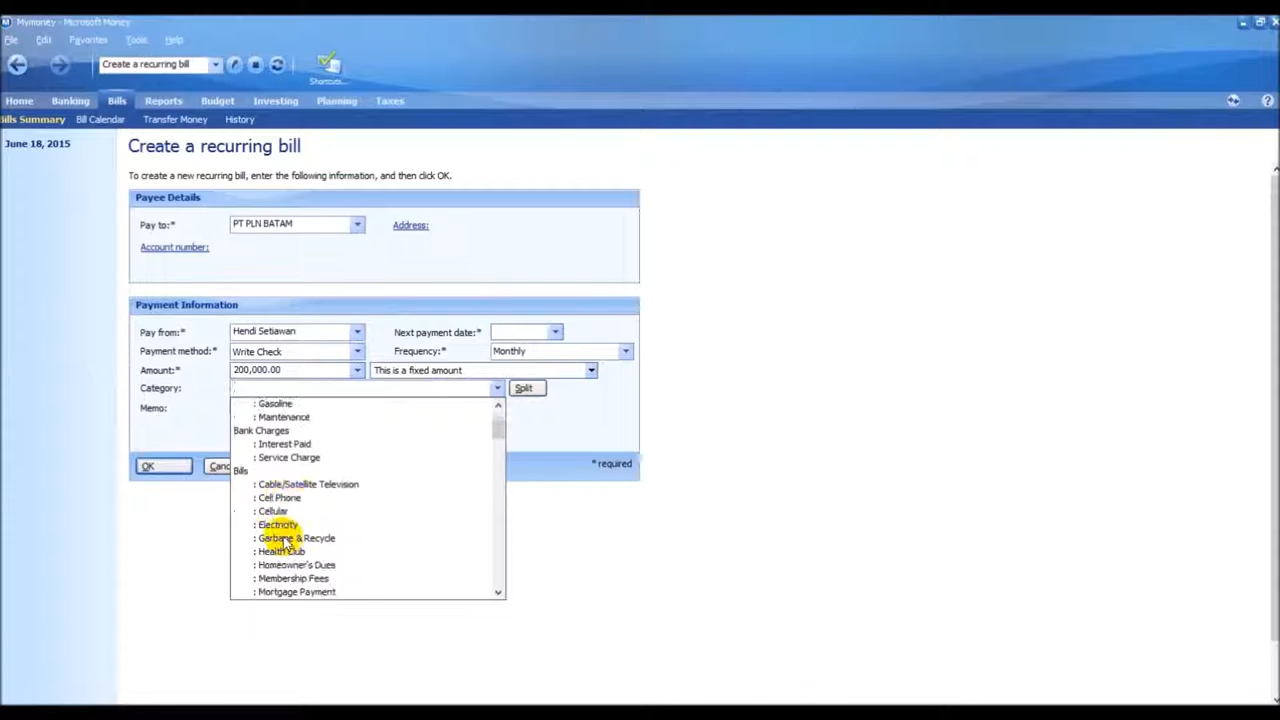 Mymoney - Microsoft Money
File Edit Favorites Tools Help
Create a recurring bill
Shortcuts...
Home Banking Bills Reports Budget Investing Planning Taxes
Bills Summary Bill Calendar Transfer Money History
June 18, 2015
Create a recurring bill
To create a new recurring bill, enter the following information, and then click OK.
Payee Details
Pay to:* PT PLN BATAM Address:
Account number:
Payment Information
Pay from:* Hendi Setiawan Next payment date:*
Payment method:* Write Check Frequency:* Monthly
Amount:* 200,000.00 This is a fixed amount
Category: Split
Memo:
: Gasoline
: Maintenance
Bank Charges
: Interest Paid
: Service Charge
Bills
: Cable/Satellite Television
: Cell Phone
: Cellular
: Electricity
: Garbage & Recycle
: Health Club
: Homeowner's Dues
: Membership Fees
: Mortgage Payment
OK Canc * required